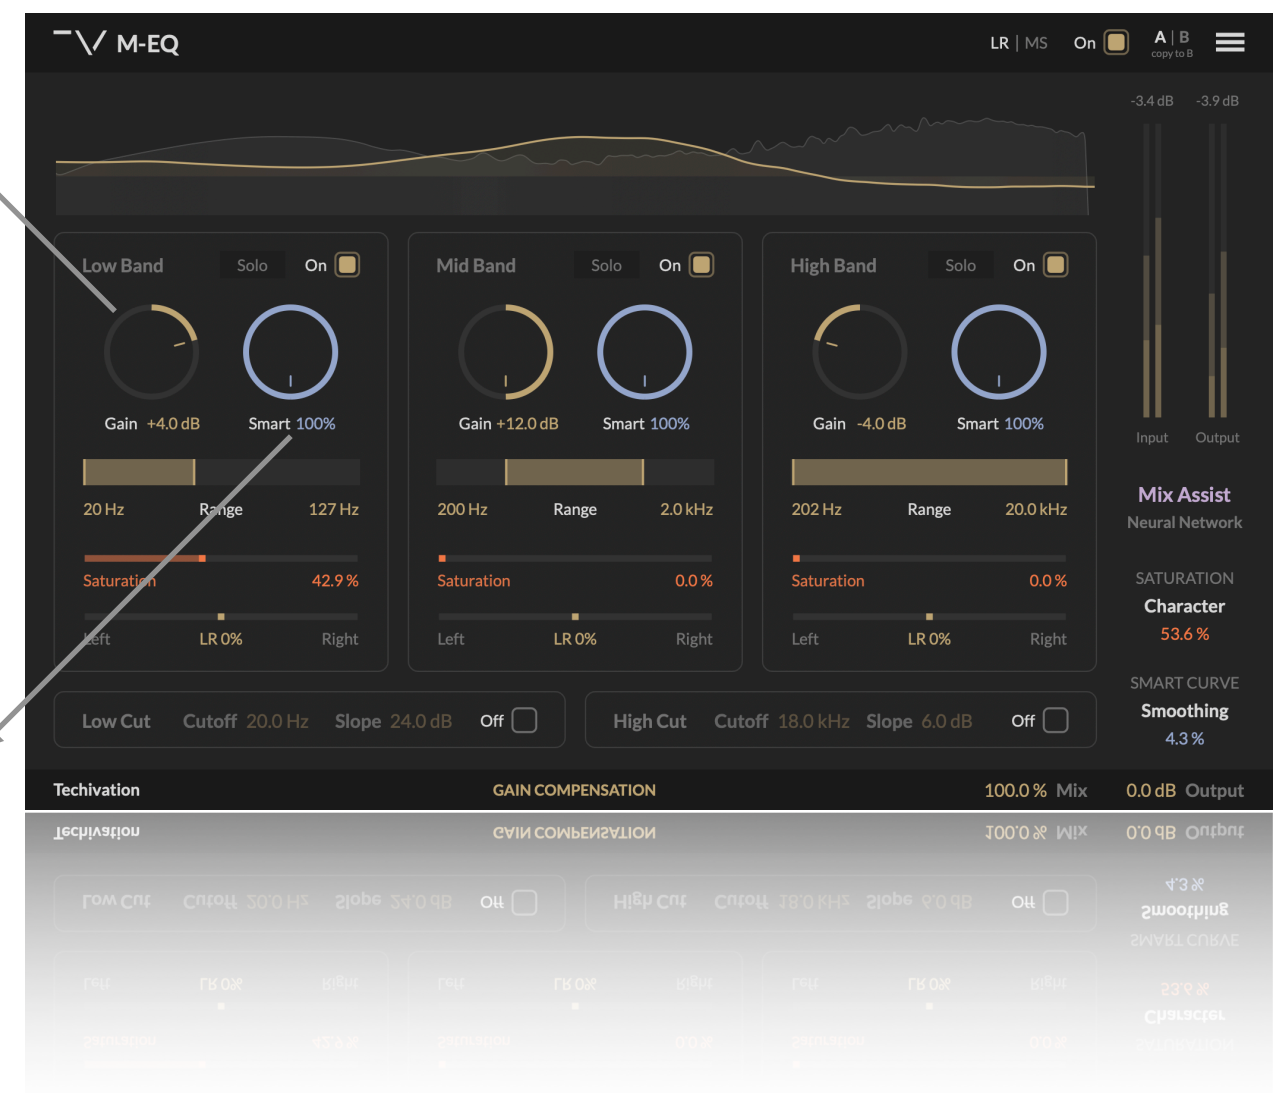 M-EQ
LR | MS On A | B
copy to B
-3.4 dB -3.9 dB
Low Band Solo On
Mid Band Solo On
High Band Solo On
Gain +4.0 dB Smart 100%
Gain +12.0 dB Smart 100%
Gain -4.0 dB Smart 100%
Input Output
20 Hz Range 127 Hz
200 Hz Range 2.0 kHz
202 Hz Range 20.0 kHz
Mix Assist
Neural Network
Saturation 42.9 %
Saturation 0.0 %
Saturation 0.0 %
SATURATION
Character
53.6 %
Left LR 0% Right
Left LR 0% Right
Left LR 0% Right
SMART CURVE
Smoothing
4.3 %
Low Cut Cutoff 20.0 Hz Slope 24.0 dB Off
High Cut Cutoff 18.0 kHz Slope 6.0 dB Off
Techivation GAIN COMPENSATION 100.0 % Mix 0.0 dB Output